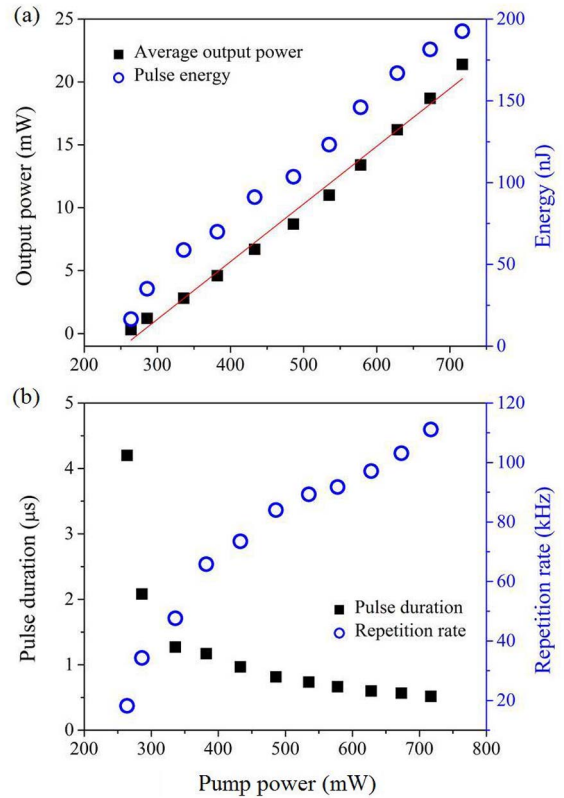 (a)
25
20
15
10
5
0
Output power (mW)
Average output power
Pulse energy
200
150
100
50
0
Energy (nJ)
200 300 400 500 600 700
(b)
5
4
3
2
1
0
Pulse duration (μs)
Pulse duration
Repetition rate
120
100
80
60
40
20
Repetition rate (kHz)
200 300 400 500 600 700 800
Pump power (mW)